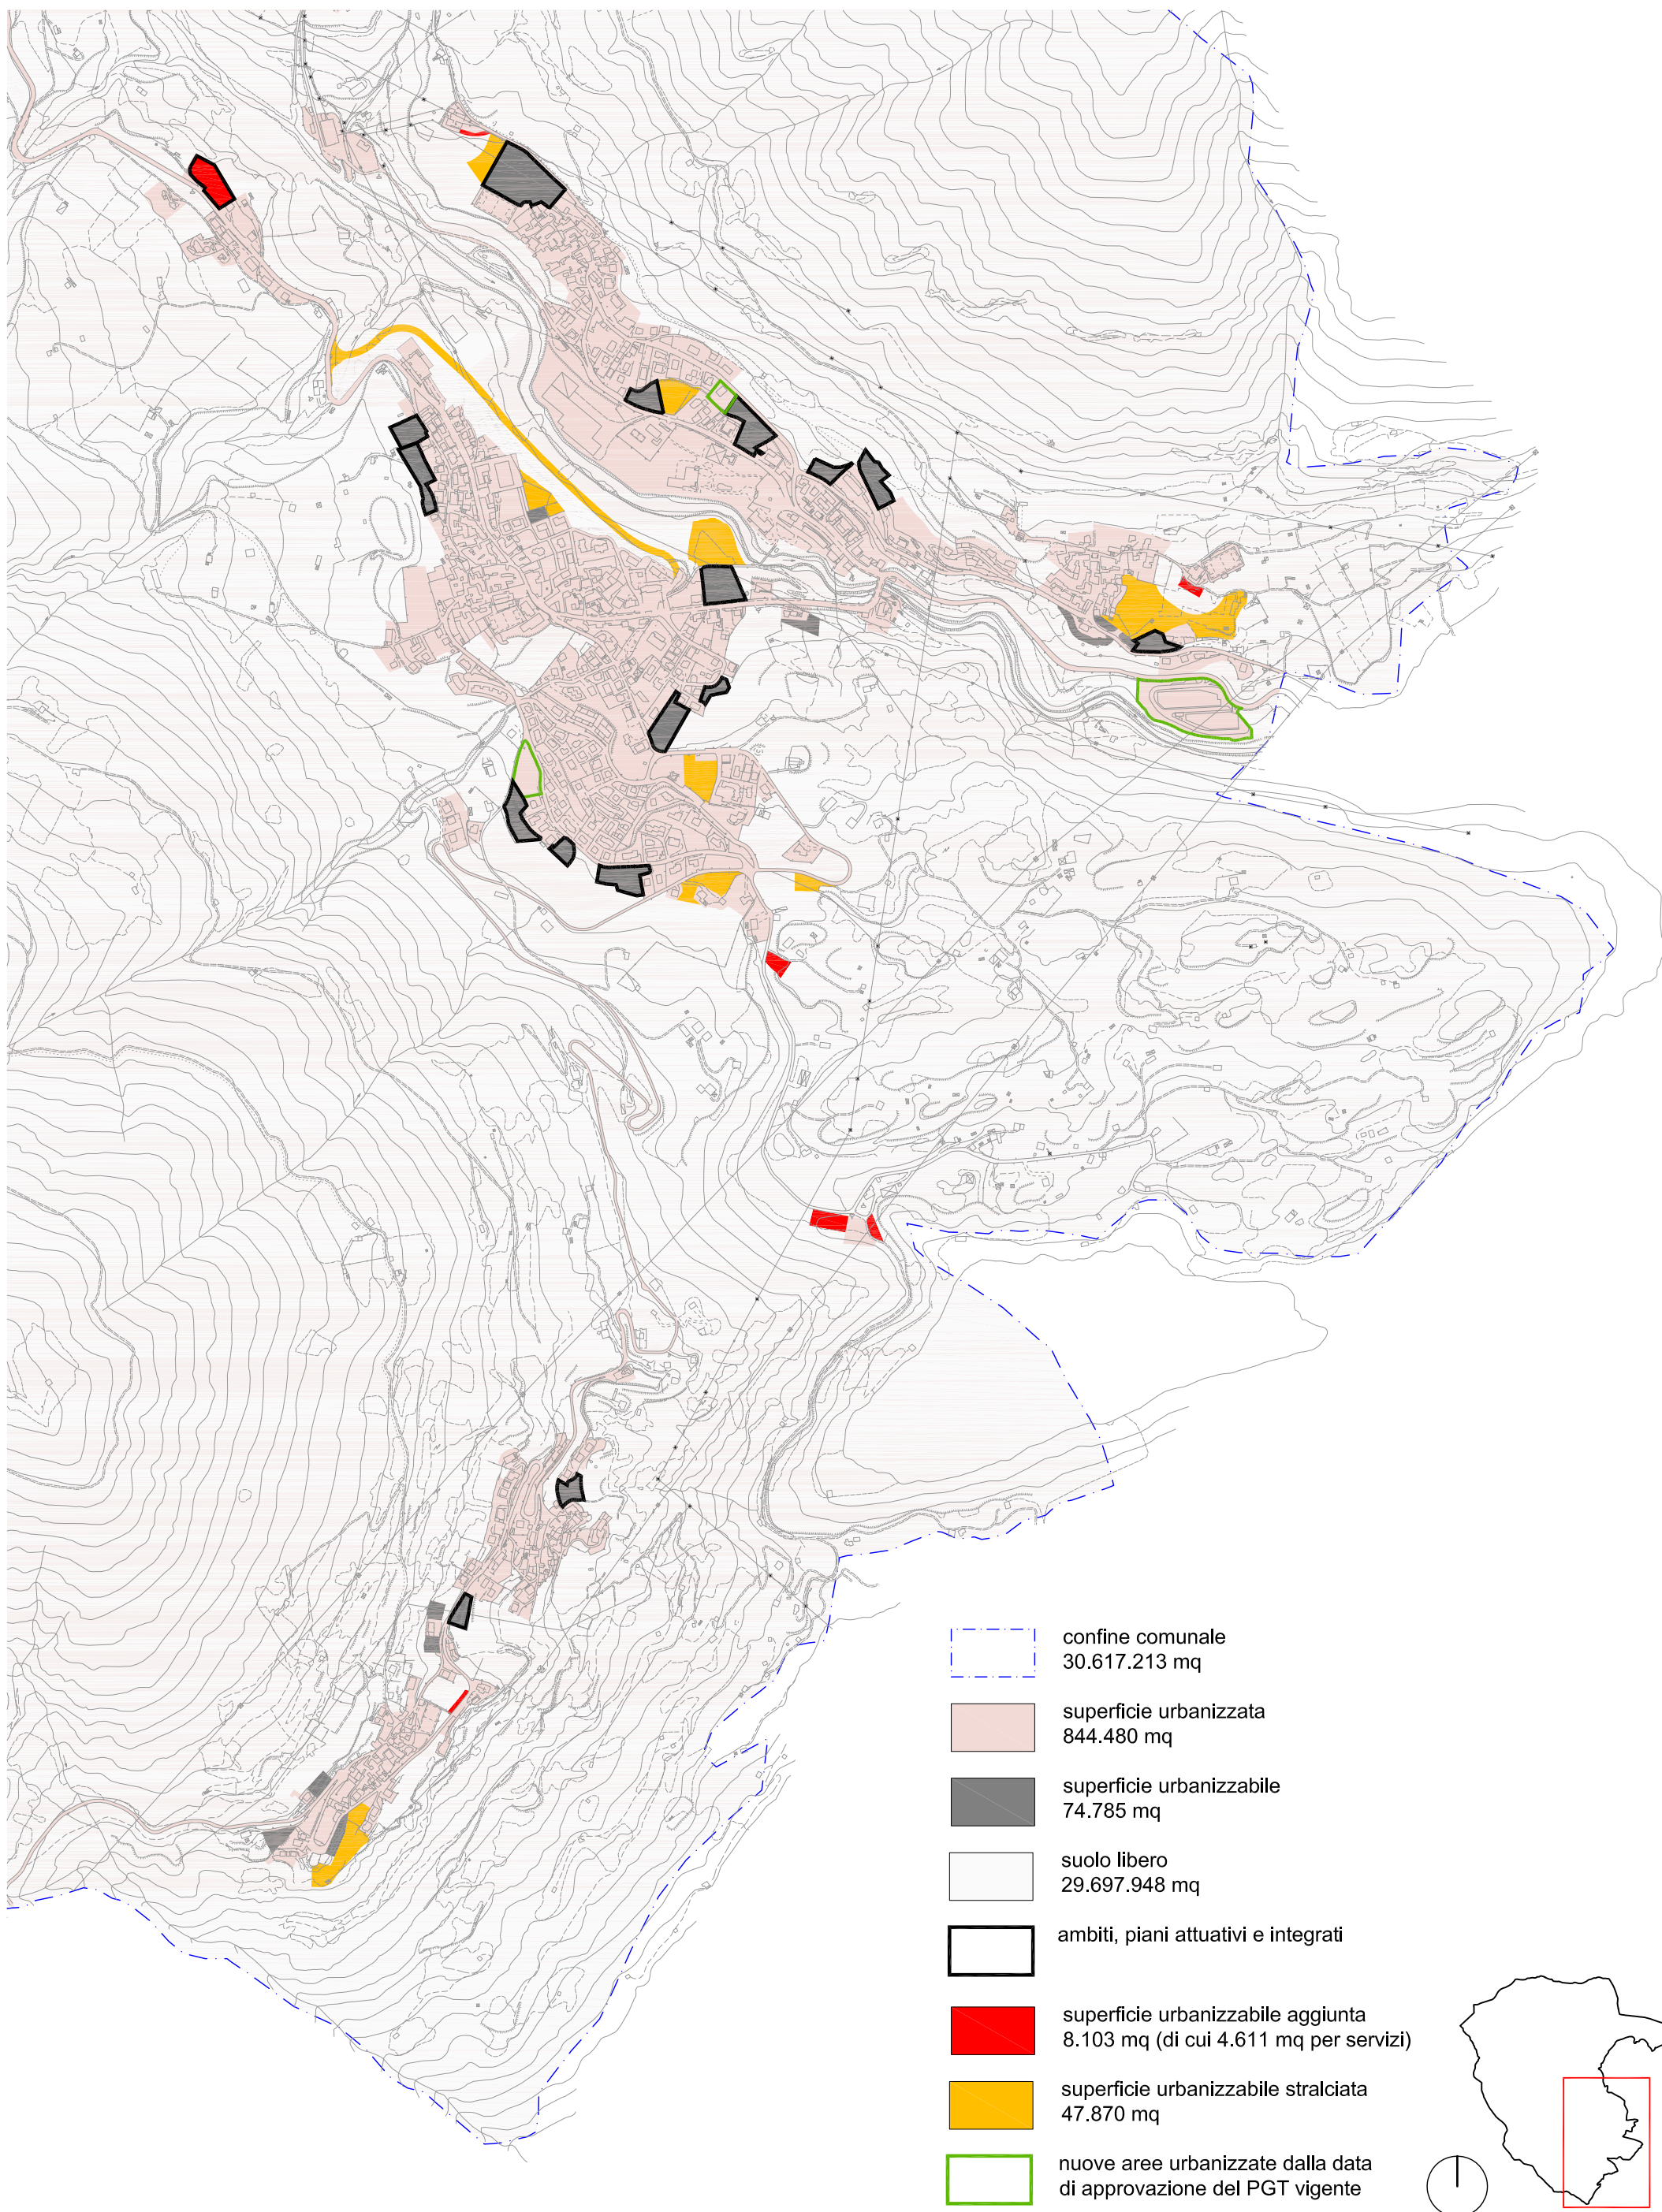 confine comunale
30.617.213 mq
superficie urbanizzata
844.480 mq
superficie urbanizzabile
74.785 mq
suolo libero
29.697.948 mq
ambiti, piani attuativi e integrati
superficie urbanizzabile aggiunta
8.103 mq (di cui 4.611 mq per servizi)
superficie urbanizzabile stralciata
47.870 mq
nuove aree urbanizzate dalla data
di approvazione del PGT vigente